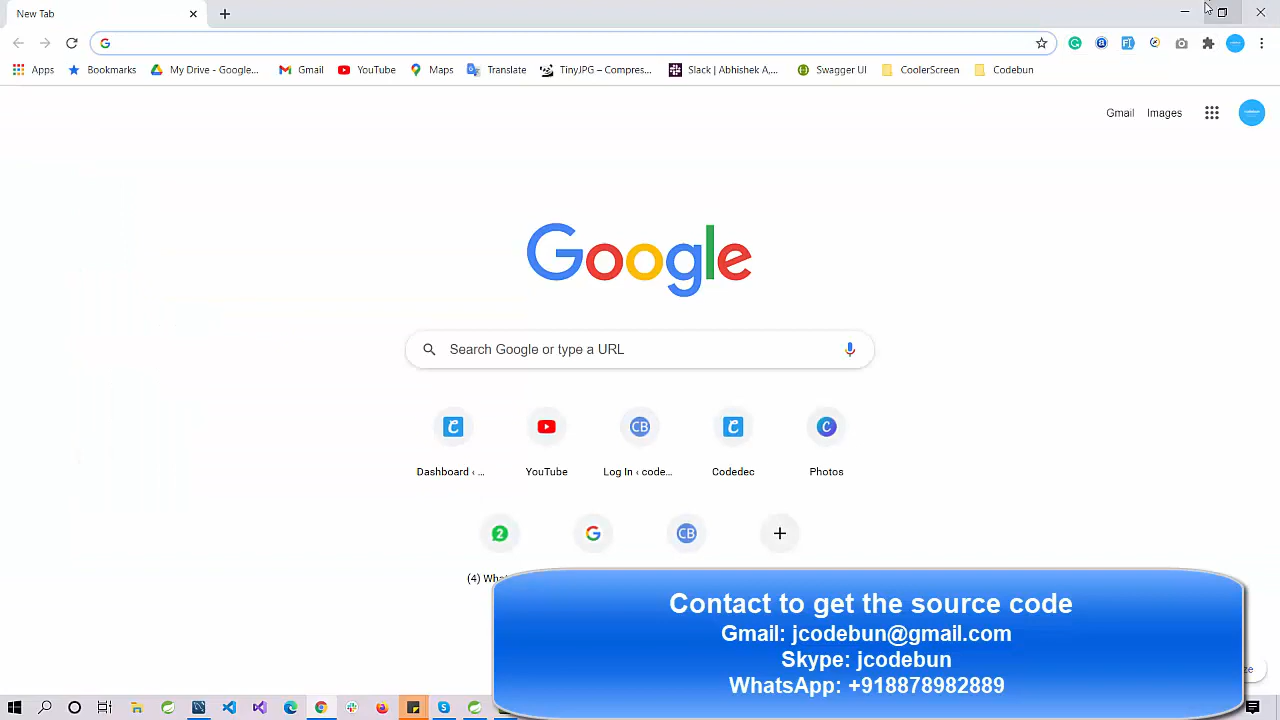 New Tab
Apps Bookmarks My Drive - Google... Gmail YouTube Maps Translate TinyJPG – Compres... Slack | Abhishek A,... Swagger UI CoolerScreen Codebun
Gmail Images
Google
Search Google or type a URL
Dashboard ‹ ... YouTube Log In ‹ code... Codedec Photos
(4) Wha
Contact to get the source code
Gmail: jcodebun@gmail.com
Skype: jcodebun
WhatsApp: +918878982889